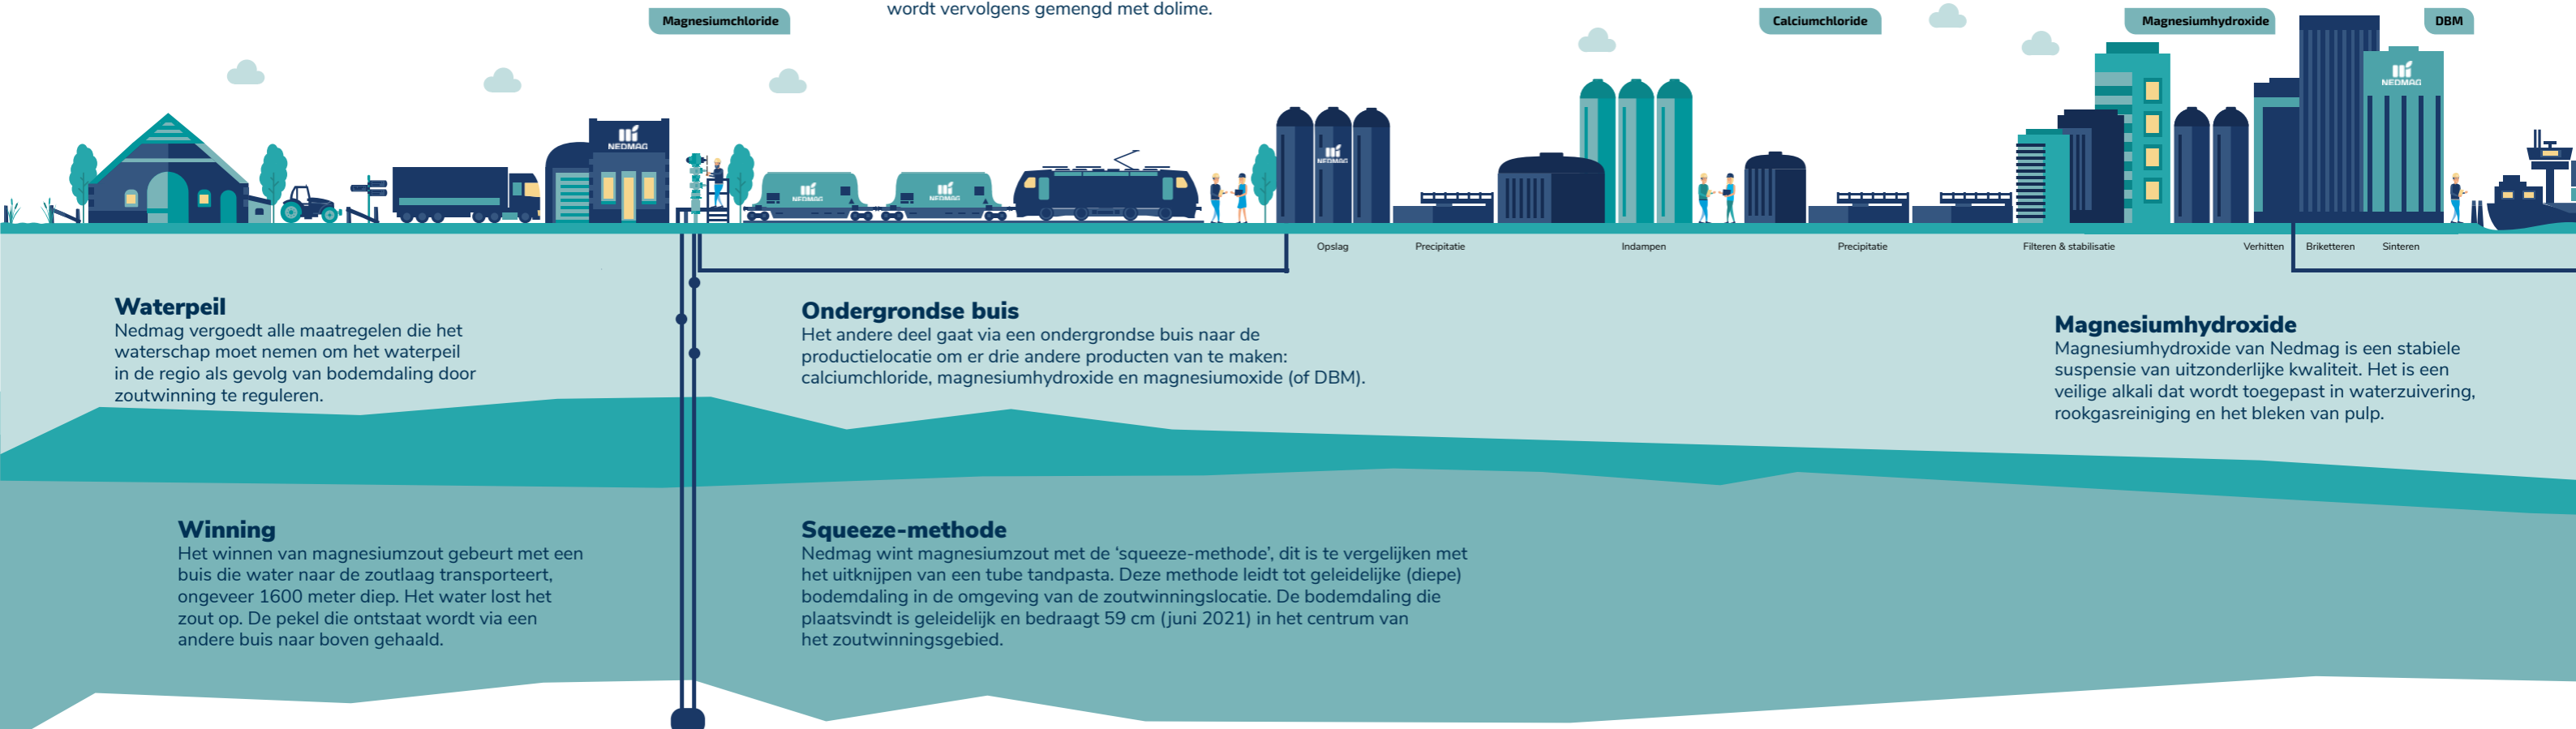 wordt vervolgens gemengd met dolime.
Magnesiumchloride
Calciumchloride
Magnesiumhydroxide
DBM
NEDMAG
NEDMAG
NEDMAG
NEDMAG
NEDMAG
Opslag
Precipitatie
Indampen
Precipitatie
Filteren & stabilisatie
Verhitten
Briketteren
Sinteren
Waterpeil
Nedmag vergoedt alle maatregelen die het
waterschap moet nemen om het waterpeil
in de regio als gevolg van bodemdaling door
zoutwinning te reguleren.
Ondergrondse buis
Het andere deel gaat via een ondergrondse buis naar de
productielocatie om er drie andere producten van te maken:
calciumchloride, magnesiumhydroxide en magnesiumoxide (of DBM).
Magnesiumhydroxide
Magnesiumhydroxide van Nedmag is een stabiele
suspensie van uitzonderlijke kwaliteit. Het is een
veilige alkali dat wordt toegepast in waterzuivering,
rookgasreiniging en het bleken van pulp.
Winning
Het winnen van magnesiumzout gebeurt met een
buis die water naar de zoutlaag transporteert,
ongeveer 1600 meter diep. Het water lost het
zout op. De pekel die ontstaat wordt via een
andere buis naar boven gehaald.
Squeeze-methode
Nedmag wint magnesiumzout met de ‘squeeze-methode’, dit is te vergelijken met
het uitknijpen van een tube tandpasta. Deze methode leidt tot geleidelijke (diepe)
bodemdaling in de omgeving van de zoutwinningslocatie. De bodemdaling die
plaatsvindt is geleidelijk en bedraagt 59 cm (juni 2021) in het centrum van
het zoutwinningsgebied.